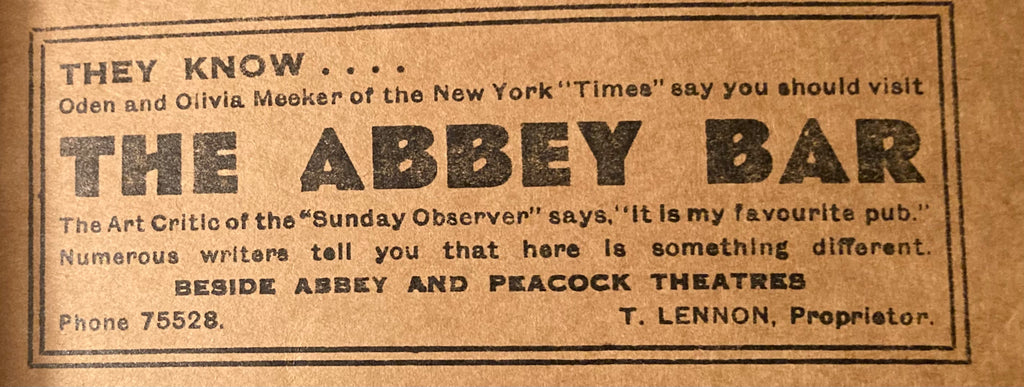 THEY KNOW . . . .
Oden and Olivia Meeker of the New York "Times" say you should visit
THE ABBEY BAR
The Art Critic of the "Sunday Observer" says, "It is my favourite pub."
Numerous writers tell you that here is something different.
BESIDE ABBEY AND PEACOCK THEATRES
Phone 75528.
T. LENNON, Proprietor.